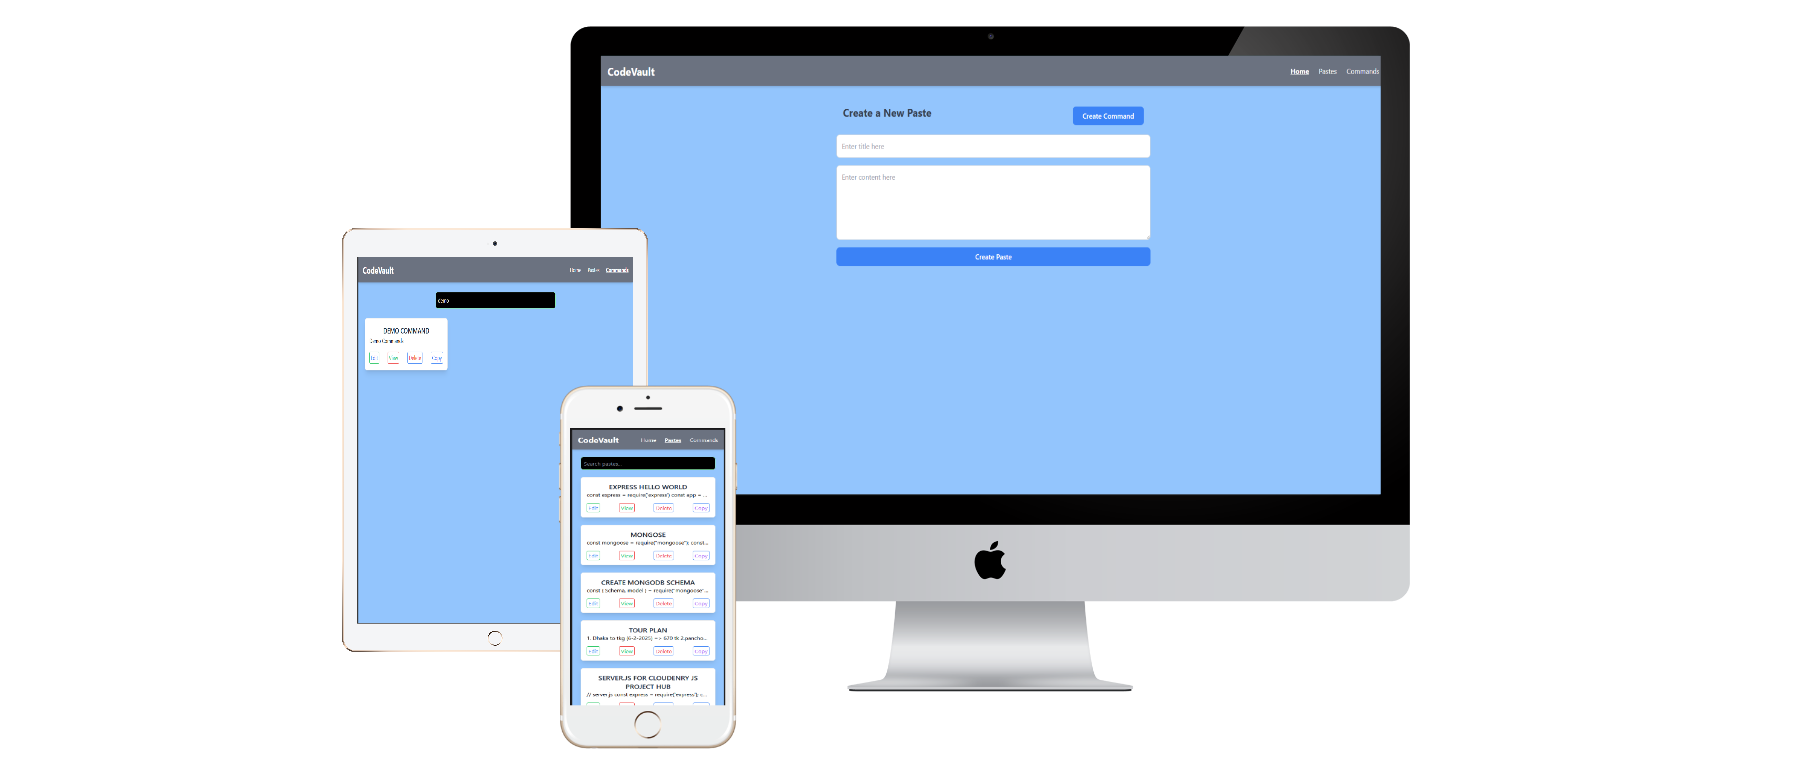 CodeVault
Home Pastes Commands
Create a New Paste
Create Command
Enter title here
Enter content here
Create Paste
CodeVault
Home Pastes Commands
demo
DEMO COMMAND
Demo Commands
Edit View Delete Copy
CodeVault
Home Pastes Commands
Search pastes...
EXPRESS HELLO WORLD
const express = require('express') const app = ...
Edit View Delete Copy
MONGOSE
const mongoose = require("mongoose"); const...
Edit View Delete Copy
CREATE MONGODB SCHEMA
const { Schema, model } = require("mongoose"...
Edit View Delete Copy
TOUR PLAN
1. Dhaka to tkg (6-2-2025) => 670 tk 2.pancho...
Edit View Delete Copy
SERVER.JS FOR CLOUDENRY JS
PROJECT HUB
// server.js const express = require('express'); c...